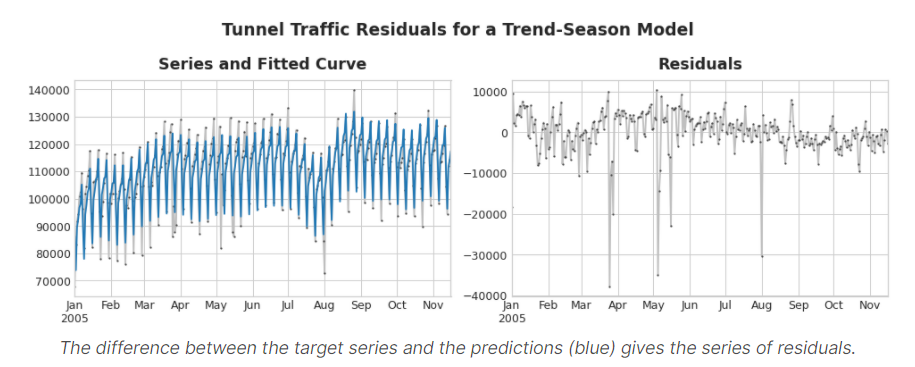 Tunnel Traffic Residuals for a Trend-Season Model
Series and Fitted Curve
140000
130000
120000
110000
100000
90000
80000
70000
Jan Feb Mar Apr May Jun Jul Aug Sep Oct Nov
2005
Residuals
10000
0
−10000
−20000
−30000
−40000
Jan Feb Mar Apr May Jun Jul Aug Sep Oct Nov
2005
The difference between the target series and the predictions (blue) gives the series of residuals.